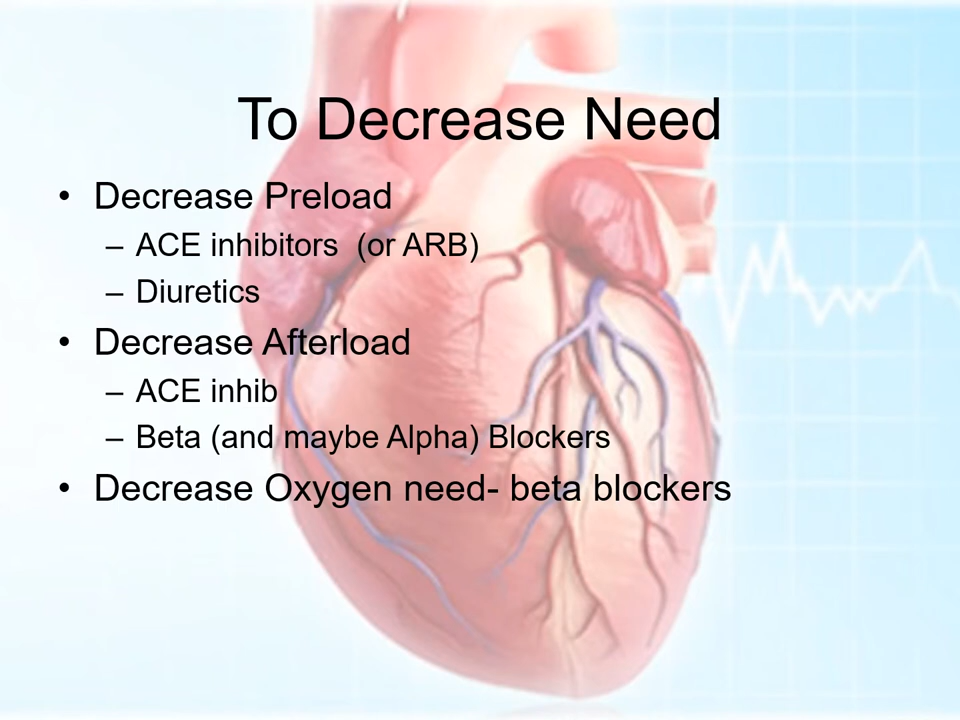 To Decrease Need
• Decrease Preload
– ACE inhibitors  (or ARB)
– Diuretics
• Decrease Afterload
– ACE inhib
– Beta (and maybe Alpha) Blockers
• Decrease Oxygen need- beta blockers